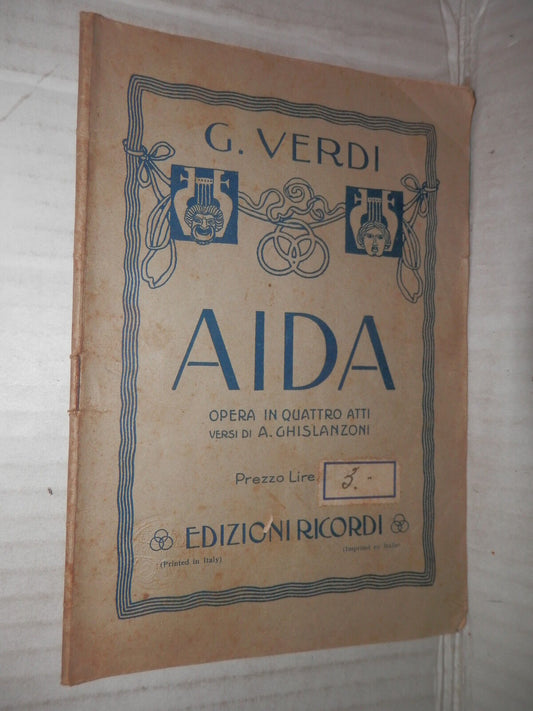 G. VERDI
AIDA
OPERA IN QUATTRO ATTI
VERSI DI A. GHISLANZONI
Prezzo Lire 3.-
EDIZIONI RICORDI
(Printed in Italy)
(Imprimé en Italie)